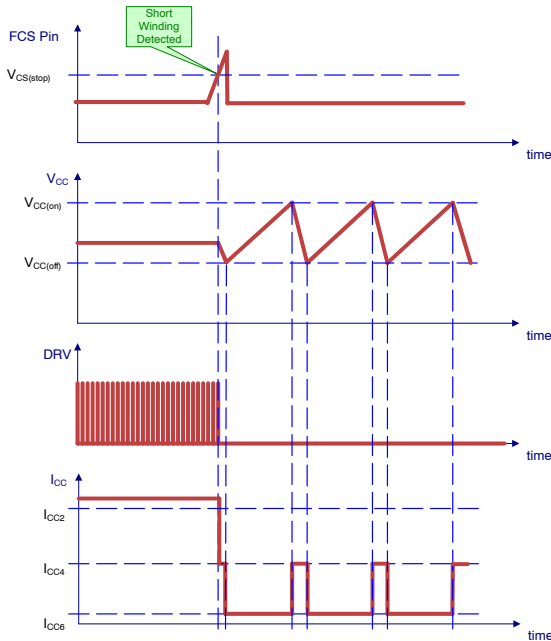 Short
Winding
Detected
FCS Pin
VCS(stop)
time
VCC
VCC(on)
VCC(off)
time
DRV
time
ICC
ICC2
ICC4
ICC6
time